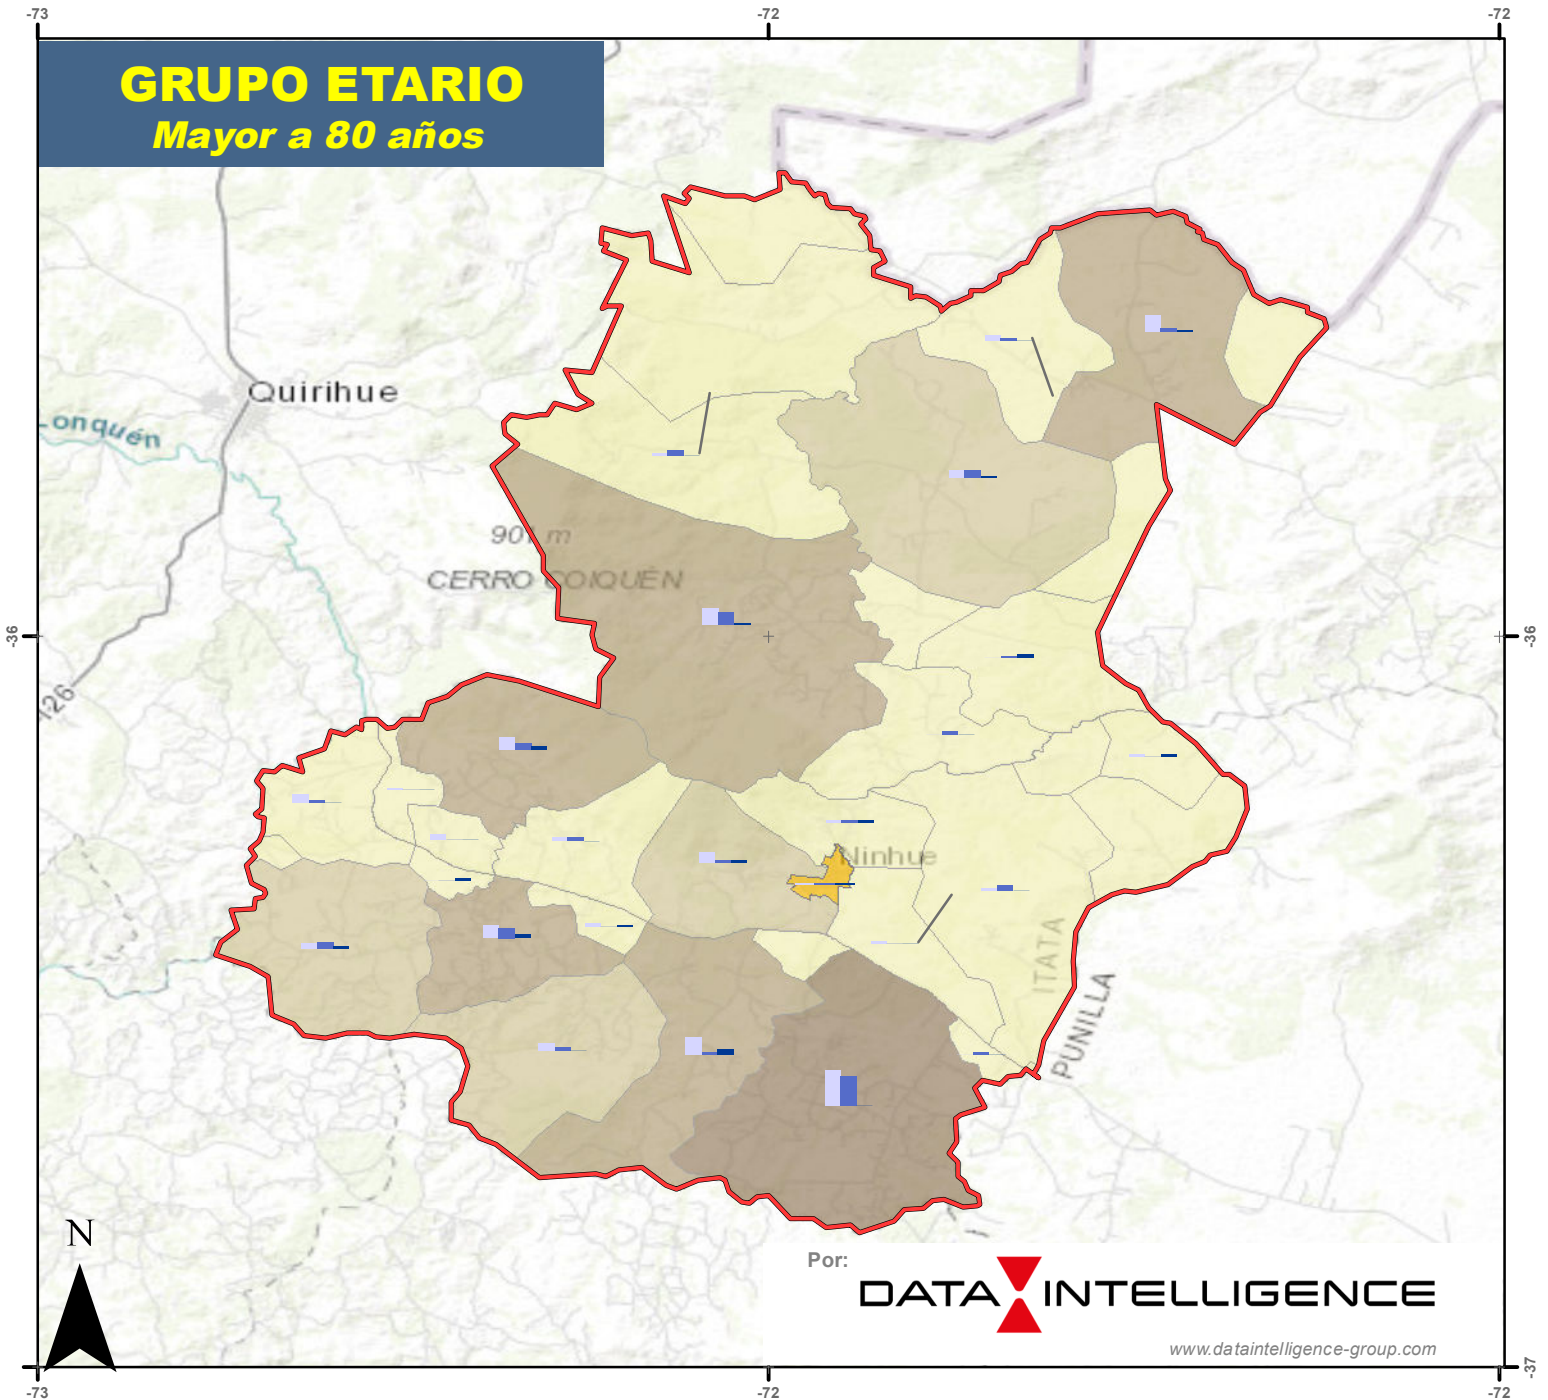 -73
-72
-72
GRUPO ETARIO
Mayor a 80 años
Quirihue
Lonquén
901 m
CERRO COIQUÉN
-36
-36
126
Ninhue
ITATA
PUNILLA
N
Por:
DATA INTELLIGENCE
www.dataintelligence-group.com
-37
-73
-72
-72